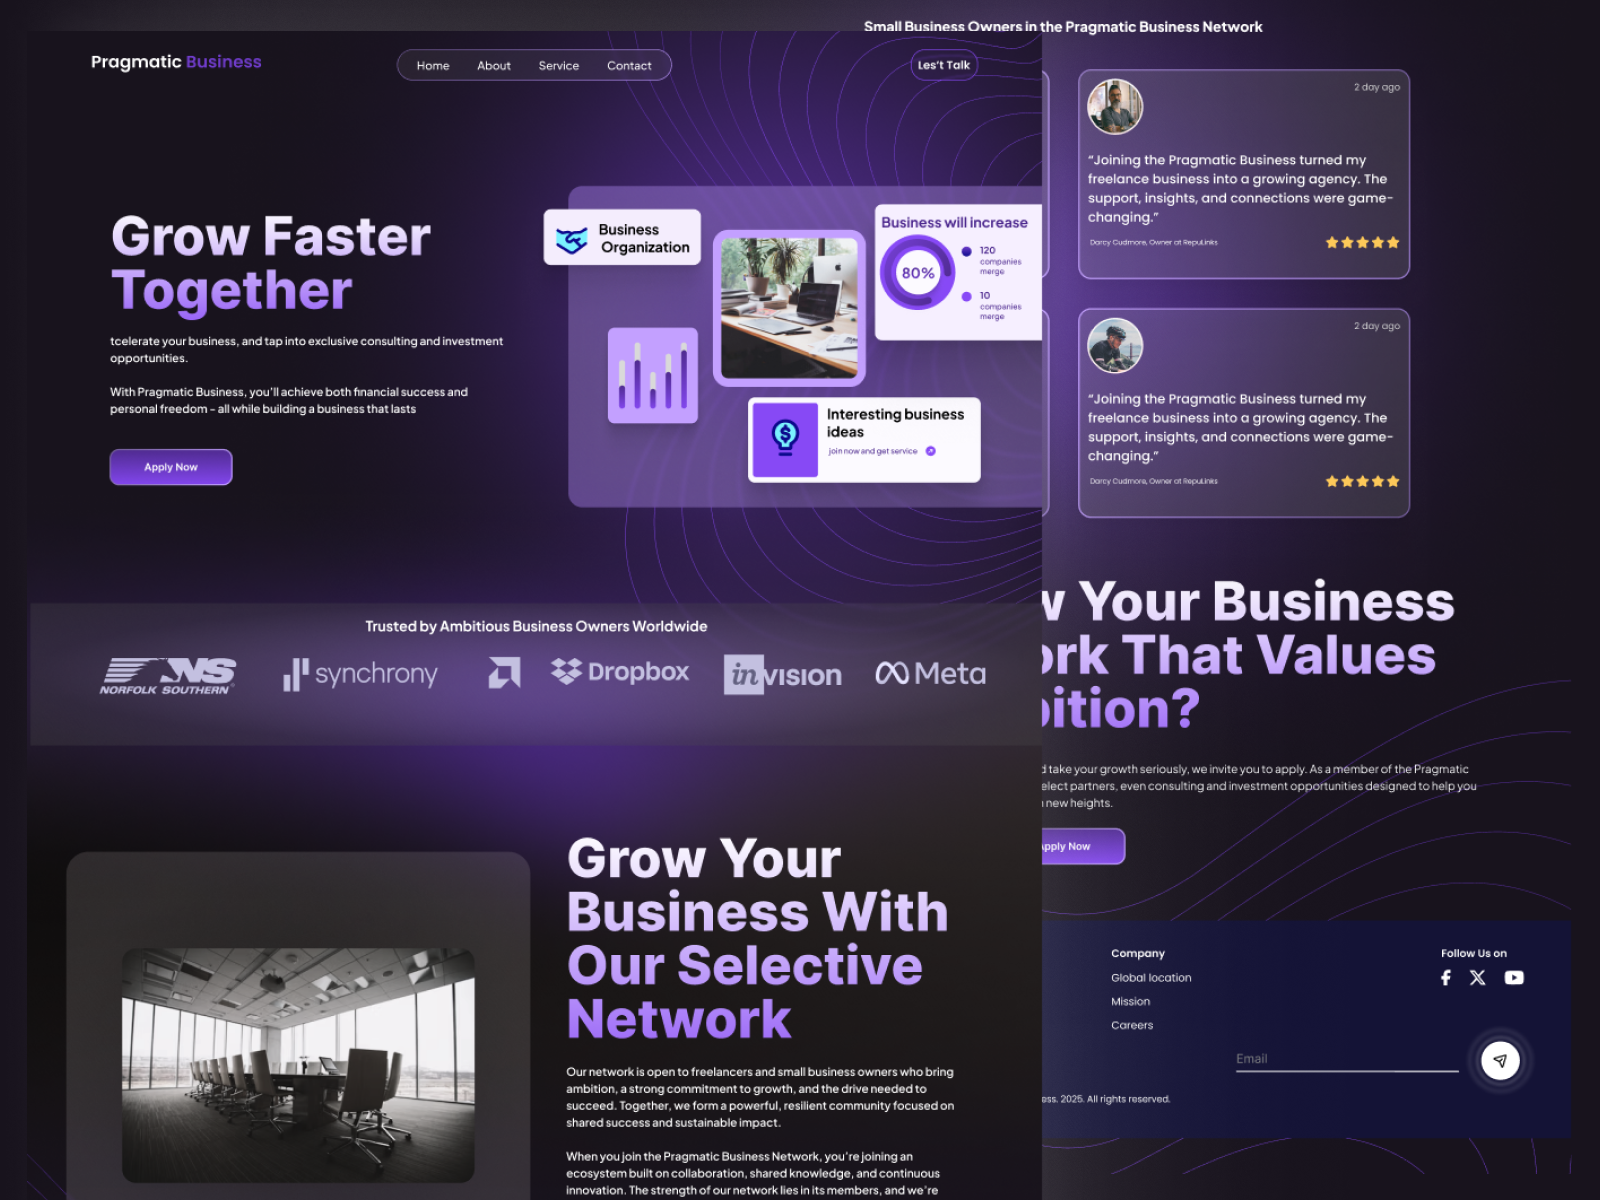 Small Business Owners in the Pragmatic Business Network
Pragmatic Business
Home
About
Service
Contact
Les't Talk
Grow Faster
Together
tcelerate your business, and tap into exclusive consulting and investment
opportunities.
With Pragmatic Business, you'll achieve both financial success and
personal freedom - all while building a business that lasts
Apply Now
Business
Organization
Business will increase
80%
120
companies
merge
10
companies
merge
Interesting business
ideas
join now and get service
Trusted by Ambitious Business Owners Worldwide
NS
NORFOLK SOUTHERN
synchrony
Dropbox
invision
Meta
Grow Your
Business With
Our Selective
Network
Our network is open to freelancers and small business owners who bring
ambition, a strong commitment to growth, and the drive needed to
succeed. Together, we form a powerful, resilient community focused on
shared success and sustainable impact.
When you join the Pragmatic Business Network, you're joining an
ecosystem built on collaboration, shared knowledge, and continuous
innovation. The strength of our network lies in its members, and we're
2 day ago
“Joining the Pragmatic Business turned my
freelance business into a growing agency. The
support, insights, and connections were game-
changing.”
Darcy Cudmore, Owner at RepuLinks
2 day ago
“Joining the Pragmatic Business turned my
freelance business into a growing agency. The
support, insights, and connections were game-
changing.”
Darcy Cudmore, Owner at RepuLinks
w Your Business
ork That Values
bition?
d take your growth seriously, we invite you to apply. As a member of the Pragmatic
elect partners, even consulting and investment opportunities designed to help you
n new heights.
Apply Now
Company
Global location
Mission
Careers
Follow Us on
Email
ess. 2025. All rights reserved.